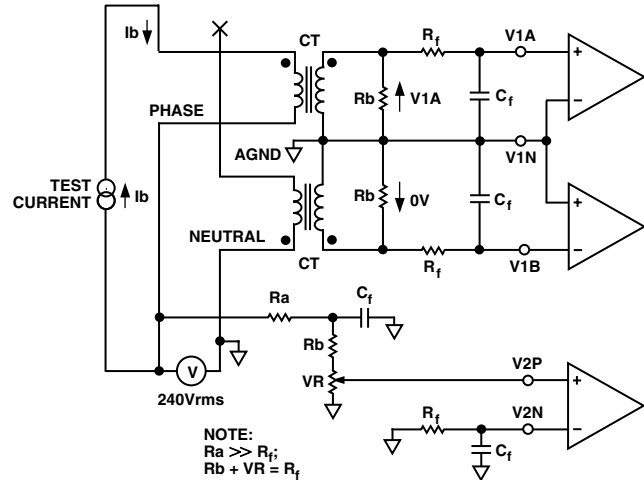 Ib
CT
Rf
V1A
+
Rb
V1A
Cf
−
PHASE
AGND
V1N
TEST
CURRENT
Ib
Rb
0V
Cf
+
−
NEUTRAL
CT
Rf
V1B
Ra
Cf
Rb
VR
V2P
+
V
240Vrms
Rf
V2N
−
Cf
NOTE:
Ra >> Rf;
Rb + VR = Rf